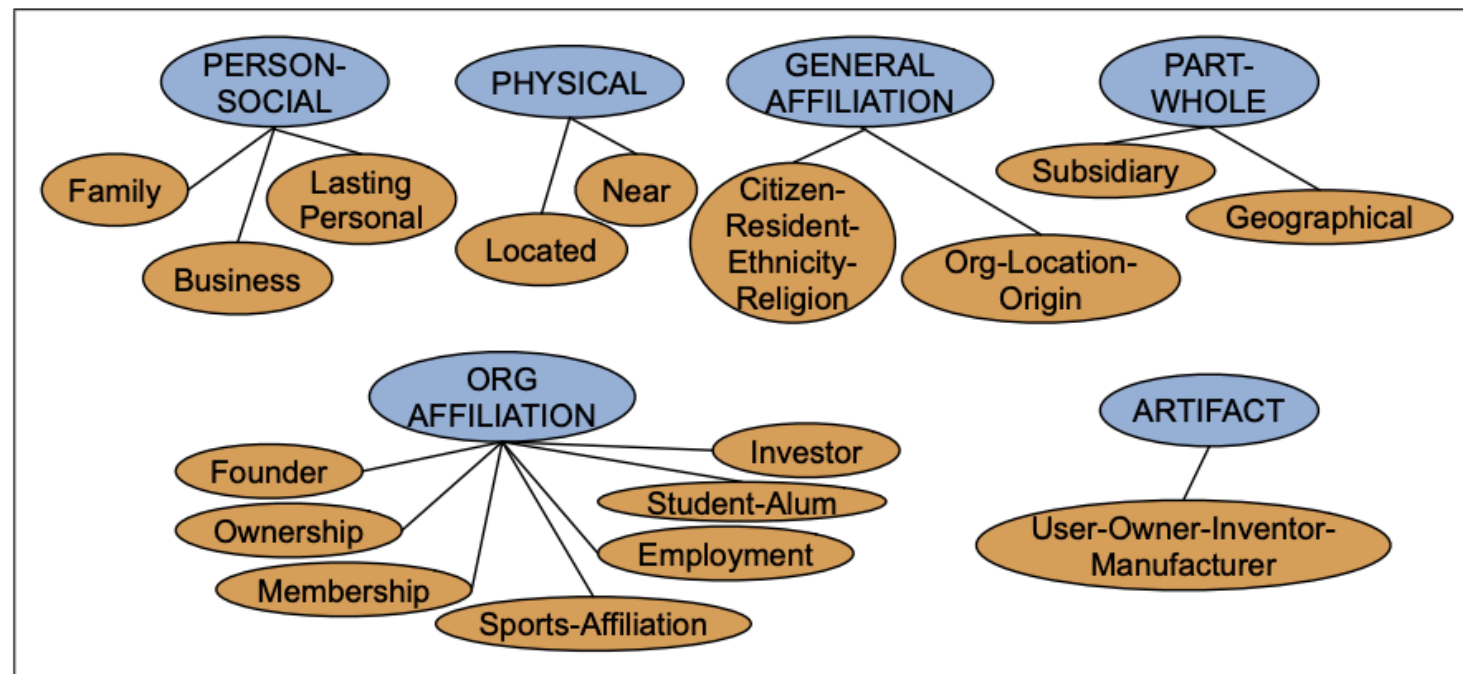 PERSON-
SOCIAL
PHYSICAL
GENERAL
AFFILIATION
PART-
WHOLE
Family
Lasting
Personal
Business
Near
Located
Citizen-
Resident-
Ethnicity-
Religion
Org-Location-
Origin
Subsidiary
Geographical
ORG
AFFILIATION
ARTIFACT
Founder
Ownership
Membership
Sports-Affiliation
Investor
Student-Alum
Employment
User-Owner-Inventor-
Manufacturer